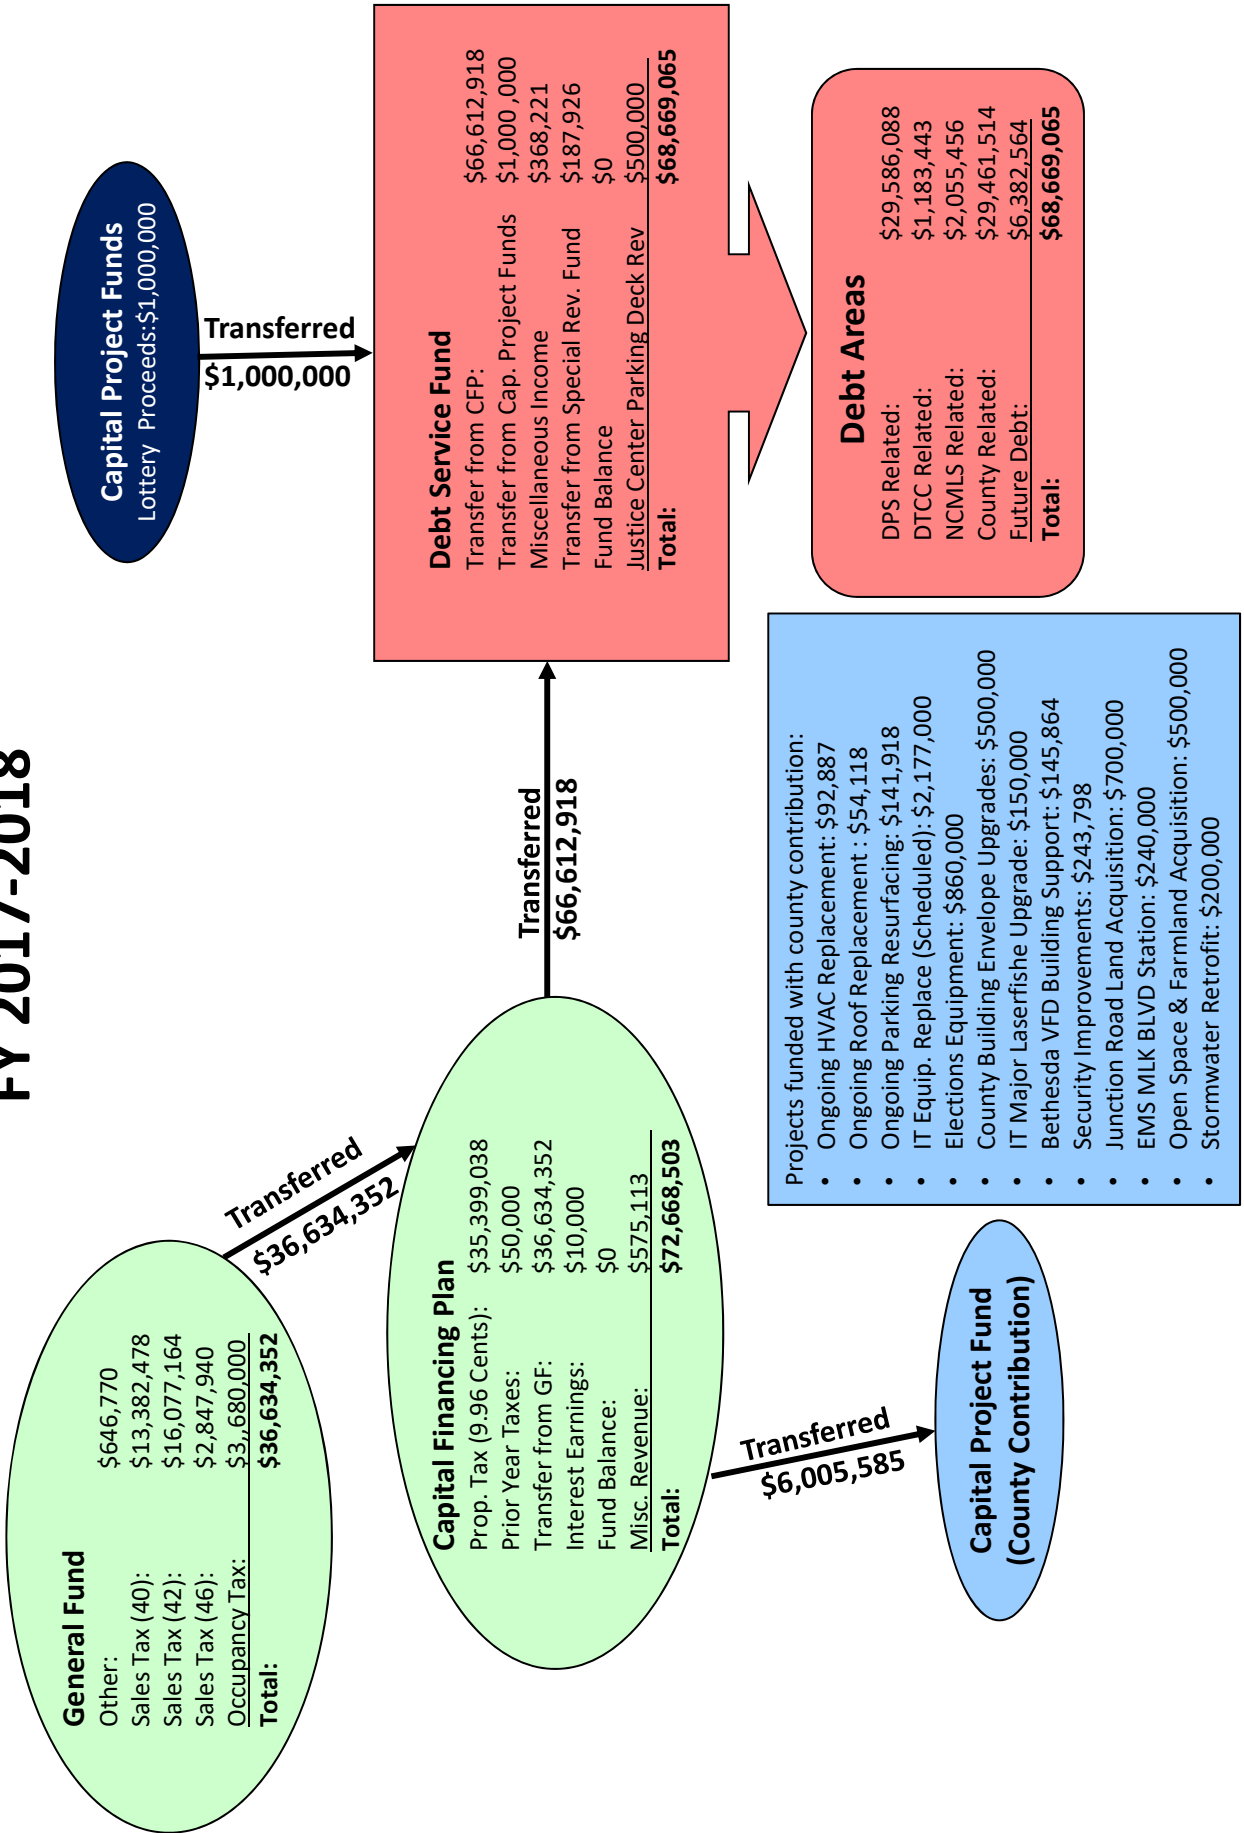 FY 2017-2018
General Fund
Other: $646,770
Sales Tax (40): $13,382,478
Sales Tax (42): $16,077,164
Sales Tax (46): $2,847,940
Occupancy Tax: $3,,680,000
Total: $36,634,352
Transferred
$36,634,352
Capital Financing Plan
Prop. Tax (9.96 Cents): $35,399,038
Prior Year Taxes: $50,000
Transfer from GF: $36,634,352
Interest Earnings: $10,000
Fund Balance: $0
Misc. Revenue: $575,113
Total: $72,668,503
Transferred
$66,612,918
Transferred
$6,005,585
Capital Project Fund
(County Contribution)
Capital Project Funds
Lottery Proceeds:$1,000,000
Transferred
$1,000,000
Debt Service Fund
Transfer from CFP: $66,612,918
Transfer from Cap. Project Funds $1,000 ,000
Miscellaneous Income $368,221
Transfer from Special Rev. Fund $187,926
Fund Balance $0
Justice Center Parking Deck Rev $500,000
Total: $68,669,065
Debt Areas
DPS Related: $29,586,088
DTCC Related: $1,183,443
NCMLS Related: $2,055,456
County Related: $29,461,514
Future Debt: $6,382,564
Total: $68,669,065
Projects funded with county contribution:
• Ongoing HVAC Replacement: $92,887
• Ongoing Roof Replacement : $54,118
• Ongoing Parking Resurfacing: $141,918
• IT Equip. Replace (Scheduled): $2,177,000
• Elections Equipment: $860,000
• County Building Envelope Upgrades: $500,000
• IT Major Laserfishe Upgrade: $150,000
• Bethesda VFD Building Support: $145,864
• Security Improvements: $243,798
• Junction Road Land Acquisition: $700,000
• EMS MLK BLVD Station: $240,000
• Open Space & Farmland Acquisition: $500,000
• Stormwater Retrofit: $200,000